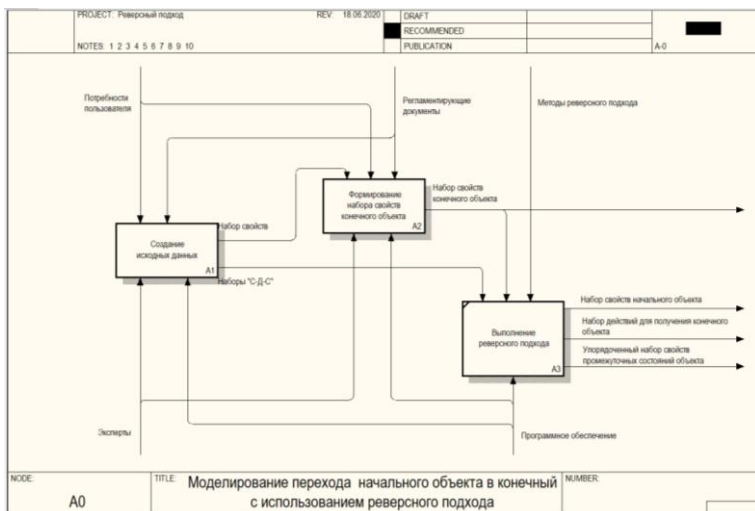 PROJECT: Реверсный подход
REV: 18.06.2020
DRAFT
RECOMMENDED
PUBLICATION
NOTES: 1 2 3 4 5 6 7 8 9 10
A-0
Потребности
пользователя
Регламентирующие
документы
Методы реверсного подхода
Формирование
набора свойств
конечного объекта
A2
Набор свойств
конечного объекта
Создание
исходных данных
A1
Набор свойств
Наборы "С-Д-С"
Выполнение
реверсного подхода
A3
Набор свойств начального объекта
Набор действий для получения конечного
объекта
Упорядоченный набор свойств
промежуточных состояний объекта
Эксперты
Программное обеспечение
NODE:
A0
TITLE:
Моделирование перехода начального объекта в конечный
с использованием реверсного подхода
NUMBER: